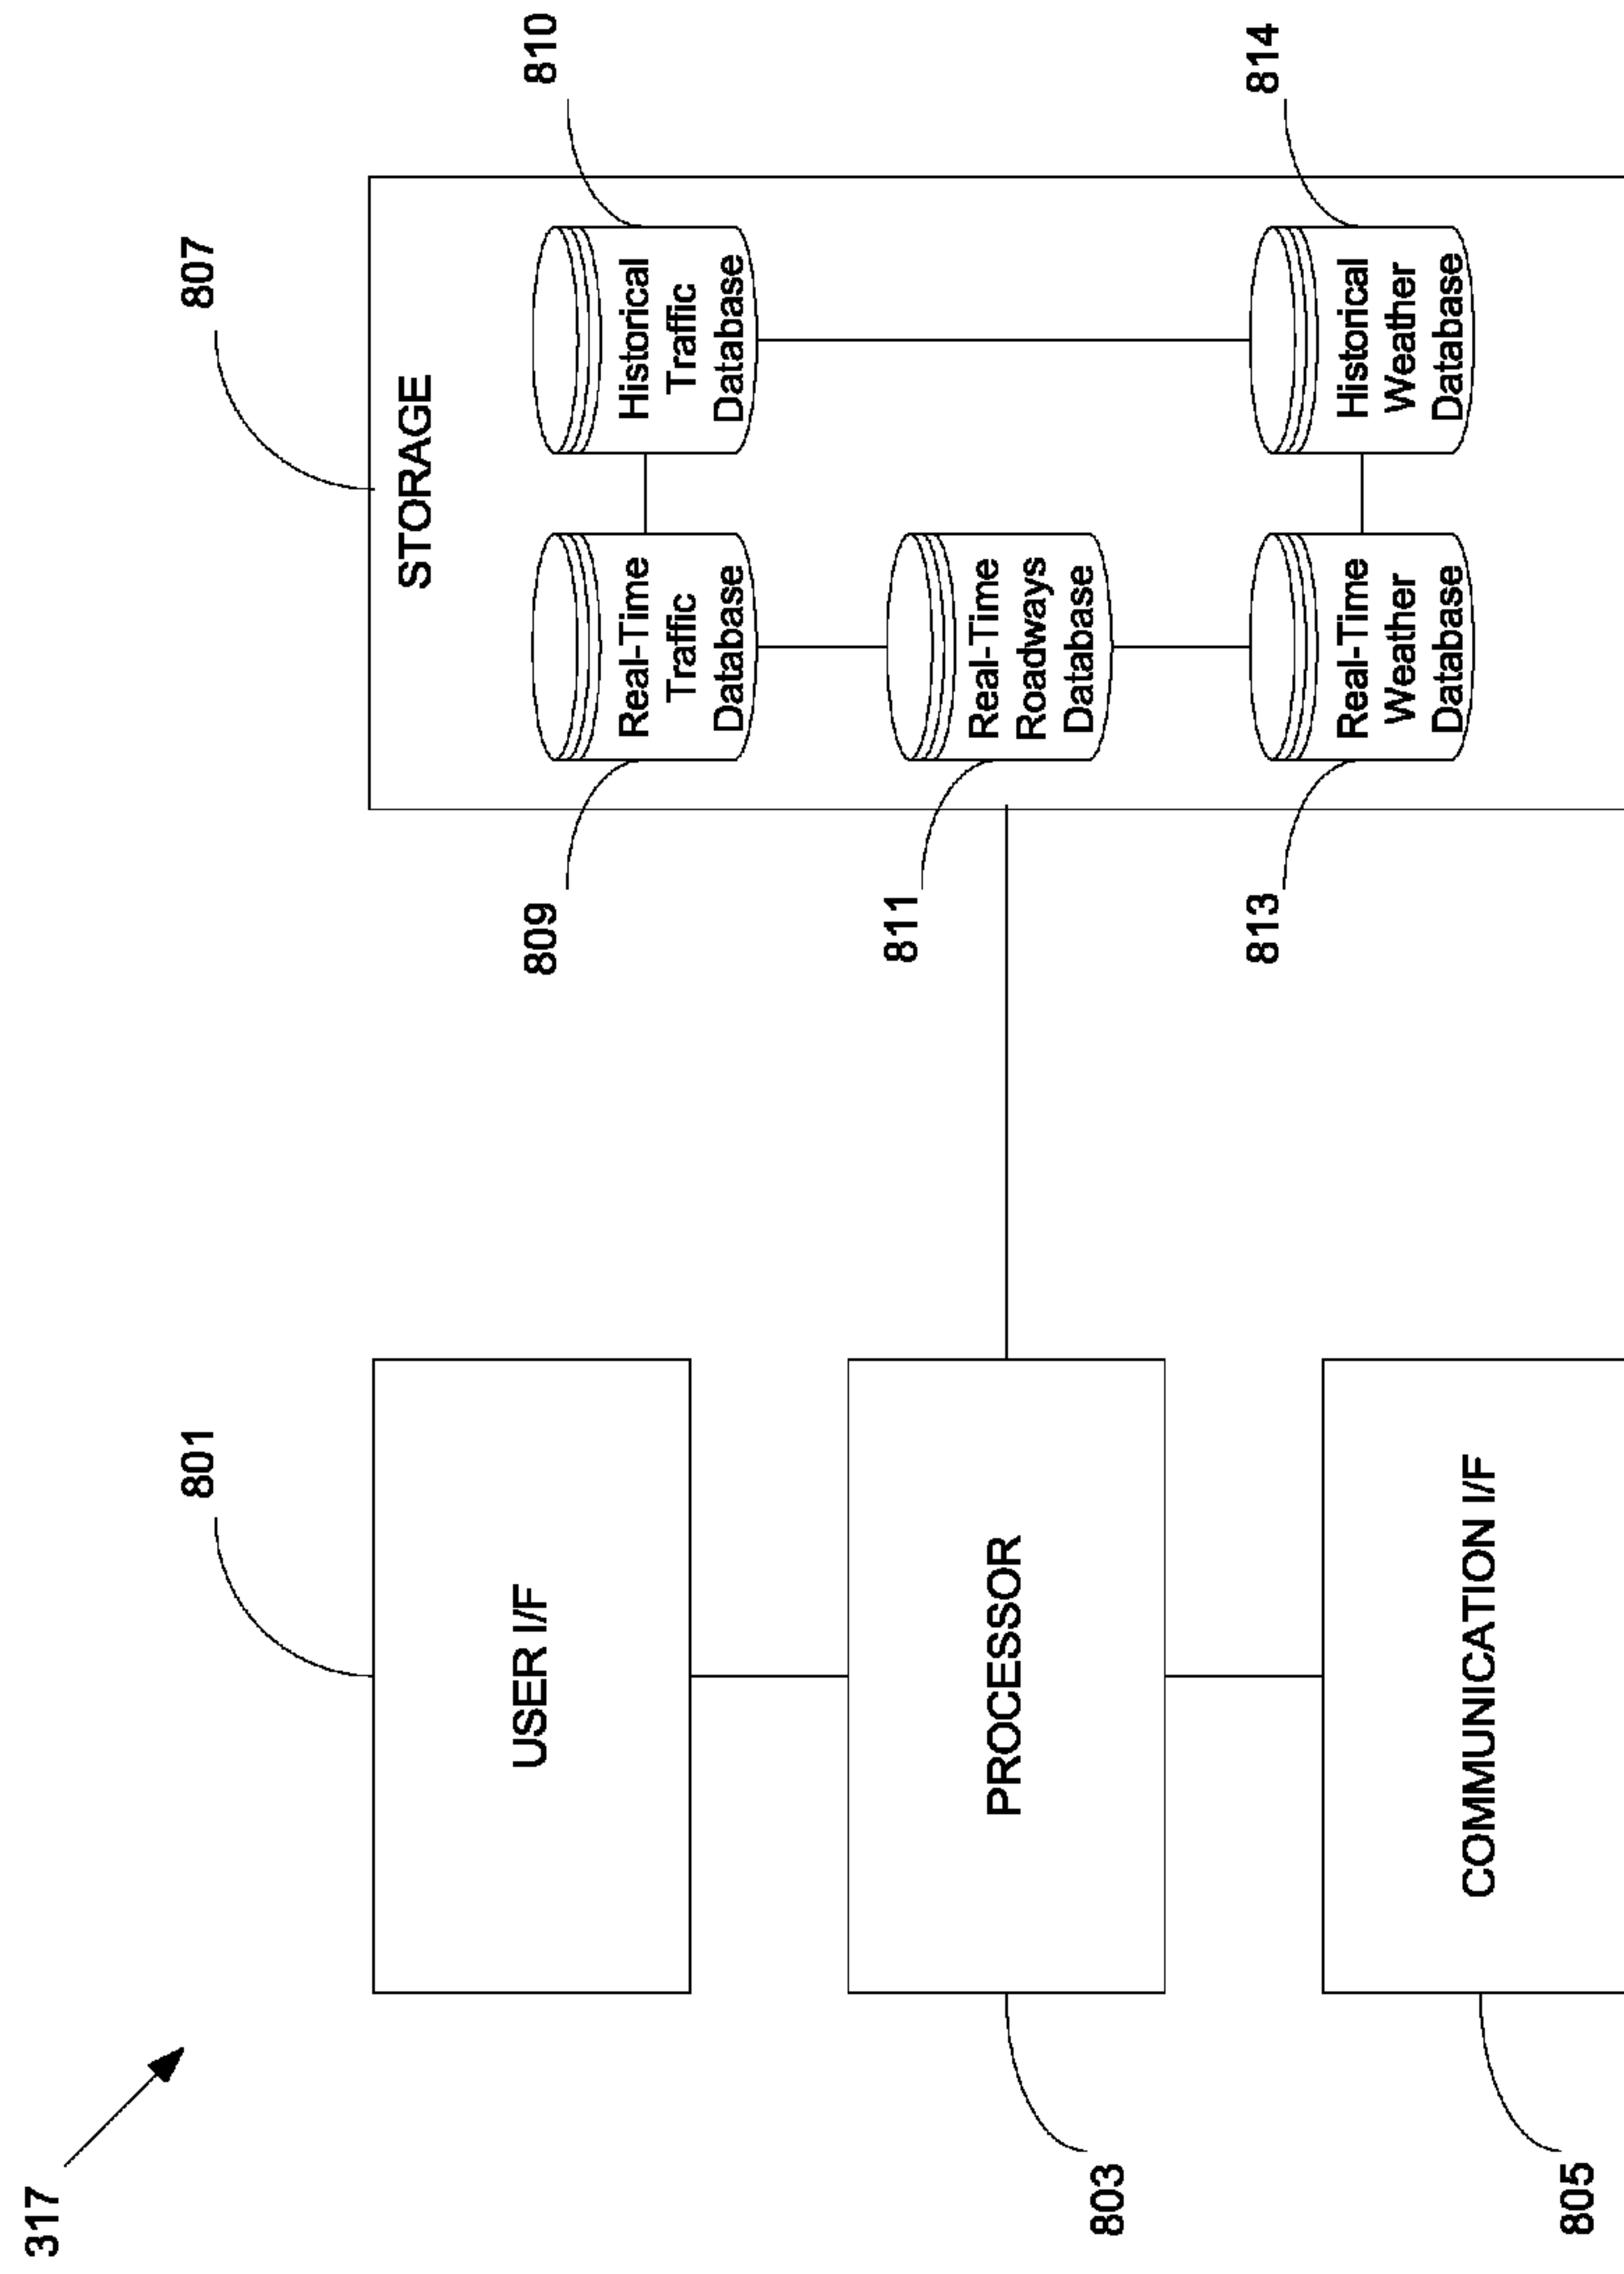 317
801
807
USER I/F
STORAGE
809
Real-Time
Traffic
Database
810
Historical
Traffic
Database
803
PROCESSOR
811
Real-Time
Roadways
Database
805
COMMUNICATION I/F
813
Real-Time
Weather
Database
814
Historical
Weather
Database